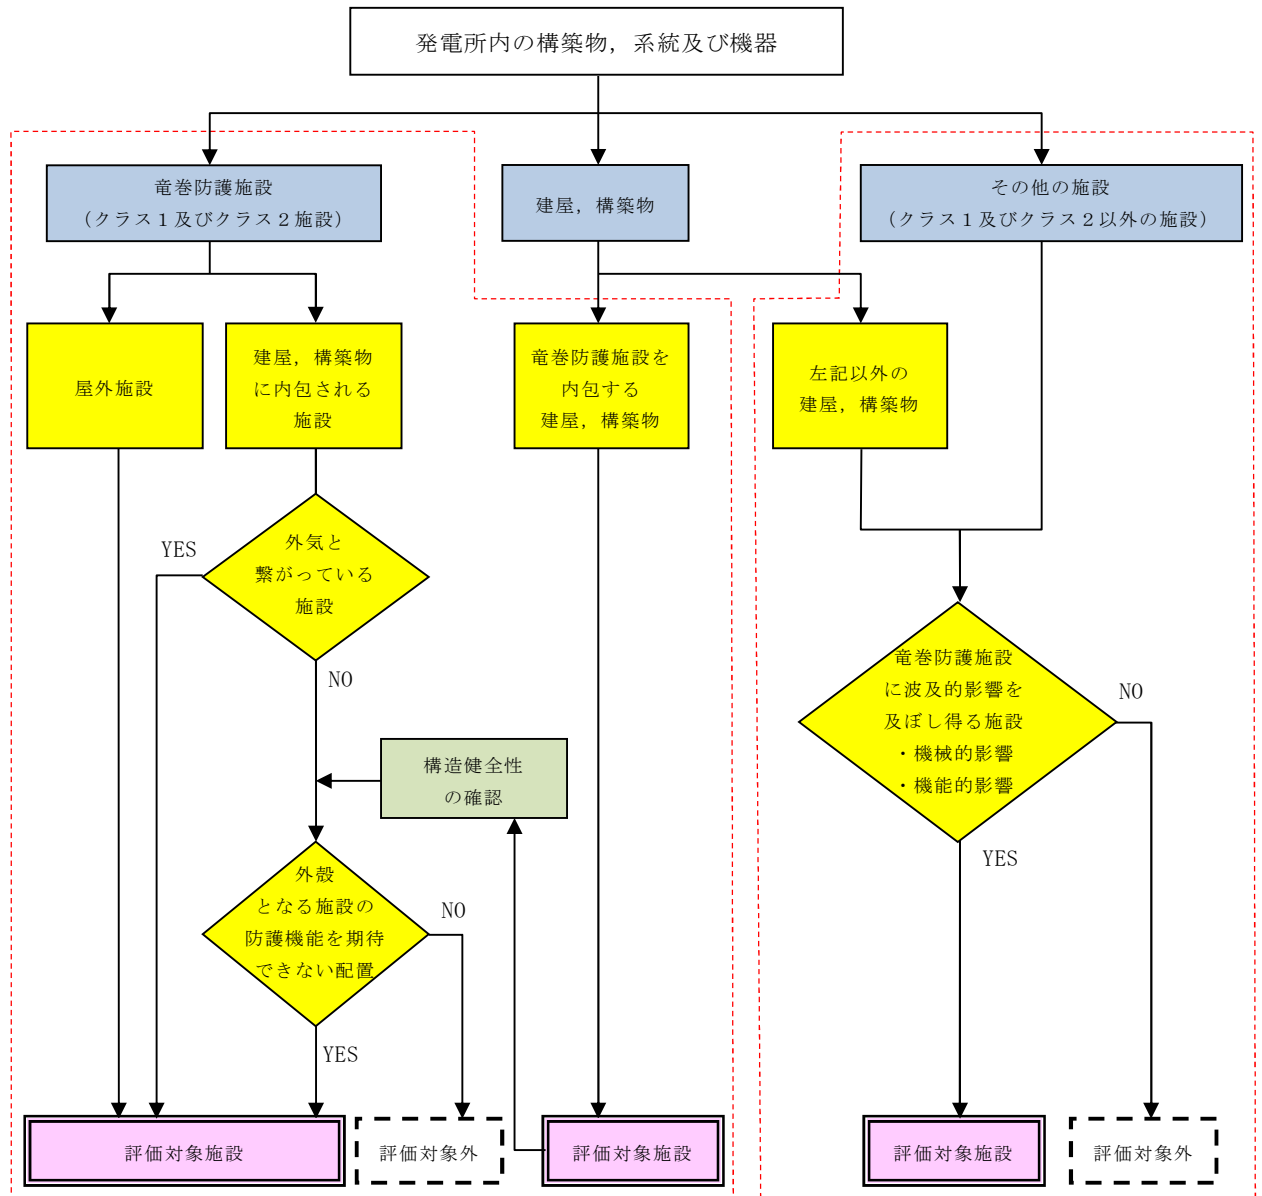 発電所内の構築物，系統及び機器
竜巻防護施設
（クラス１及びクラス２施設）
建屋，構築物
その他の施設
（クラス１及びクラス２以外の施設）
屋外施設
建屋，構築物
に内包される
施設
竜巻防護施設を
内包する
建屋，構築物
左記以外の
建屋，構築物
外気と
繋がっている
施設
YES
NO
竜巻防護施設
に波及的影響を
及ぼし得る施設
・機械的影響
・機能的影響
NO
YES
構造健全性
の確認
外殻
となる施設の
防護機能を期待
できない配置
NO
YES
評価対象施設
評価対象外
評価対象施設
評価対象施設
評価対象外